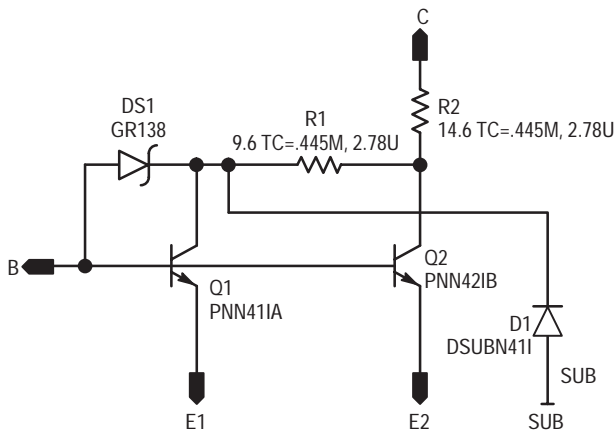 C
DS1
GR138
R1
9.6 TC=.445M, 2.78U
R2
14.6 TC=.445M, 2.78U
B
Q1
PNN41IA
Q2
PNN42IB
D1
DSUBN41I
SUB
E1
E2
SUB